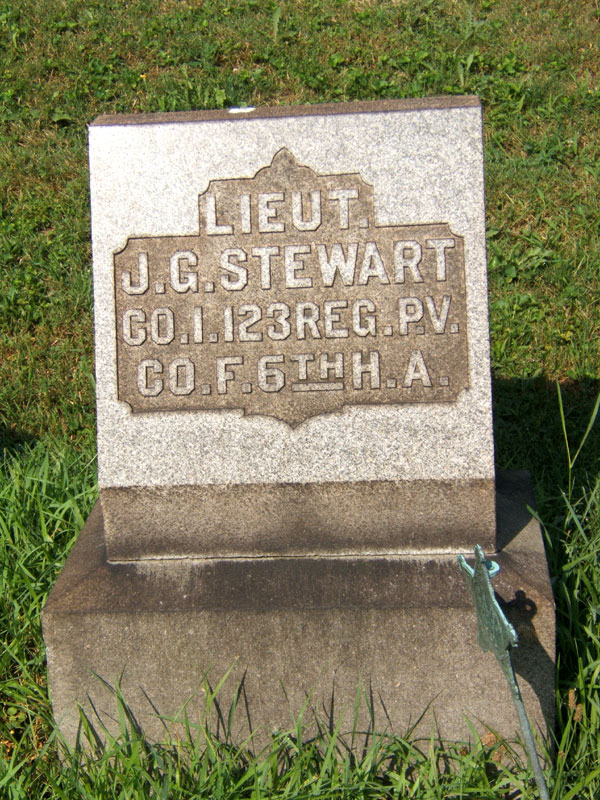 LIEUT.
J.G.STEWART
CO.I.123REG.P.V.
CO.F.6TH H.A.